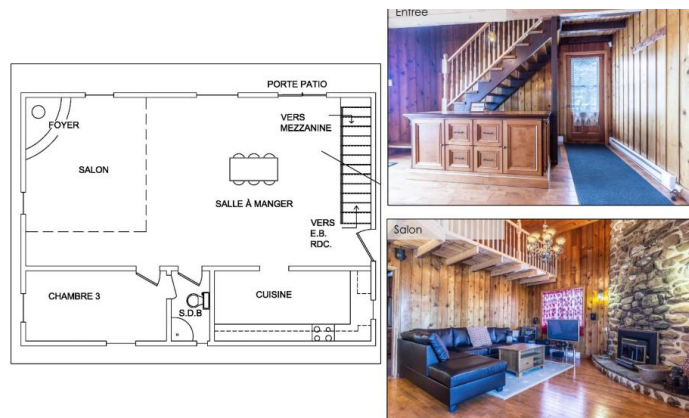 PORTE PATIO
FOYER
VERS
MEZZANINE
SALON
SALLE À MANGER
VERS
E.B.
RDC.
CHAMBRE 3
S.D.B
CUISINE
Entrée
Salon